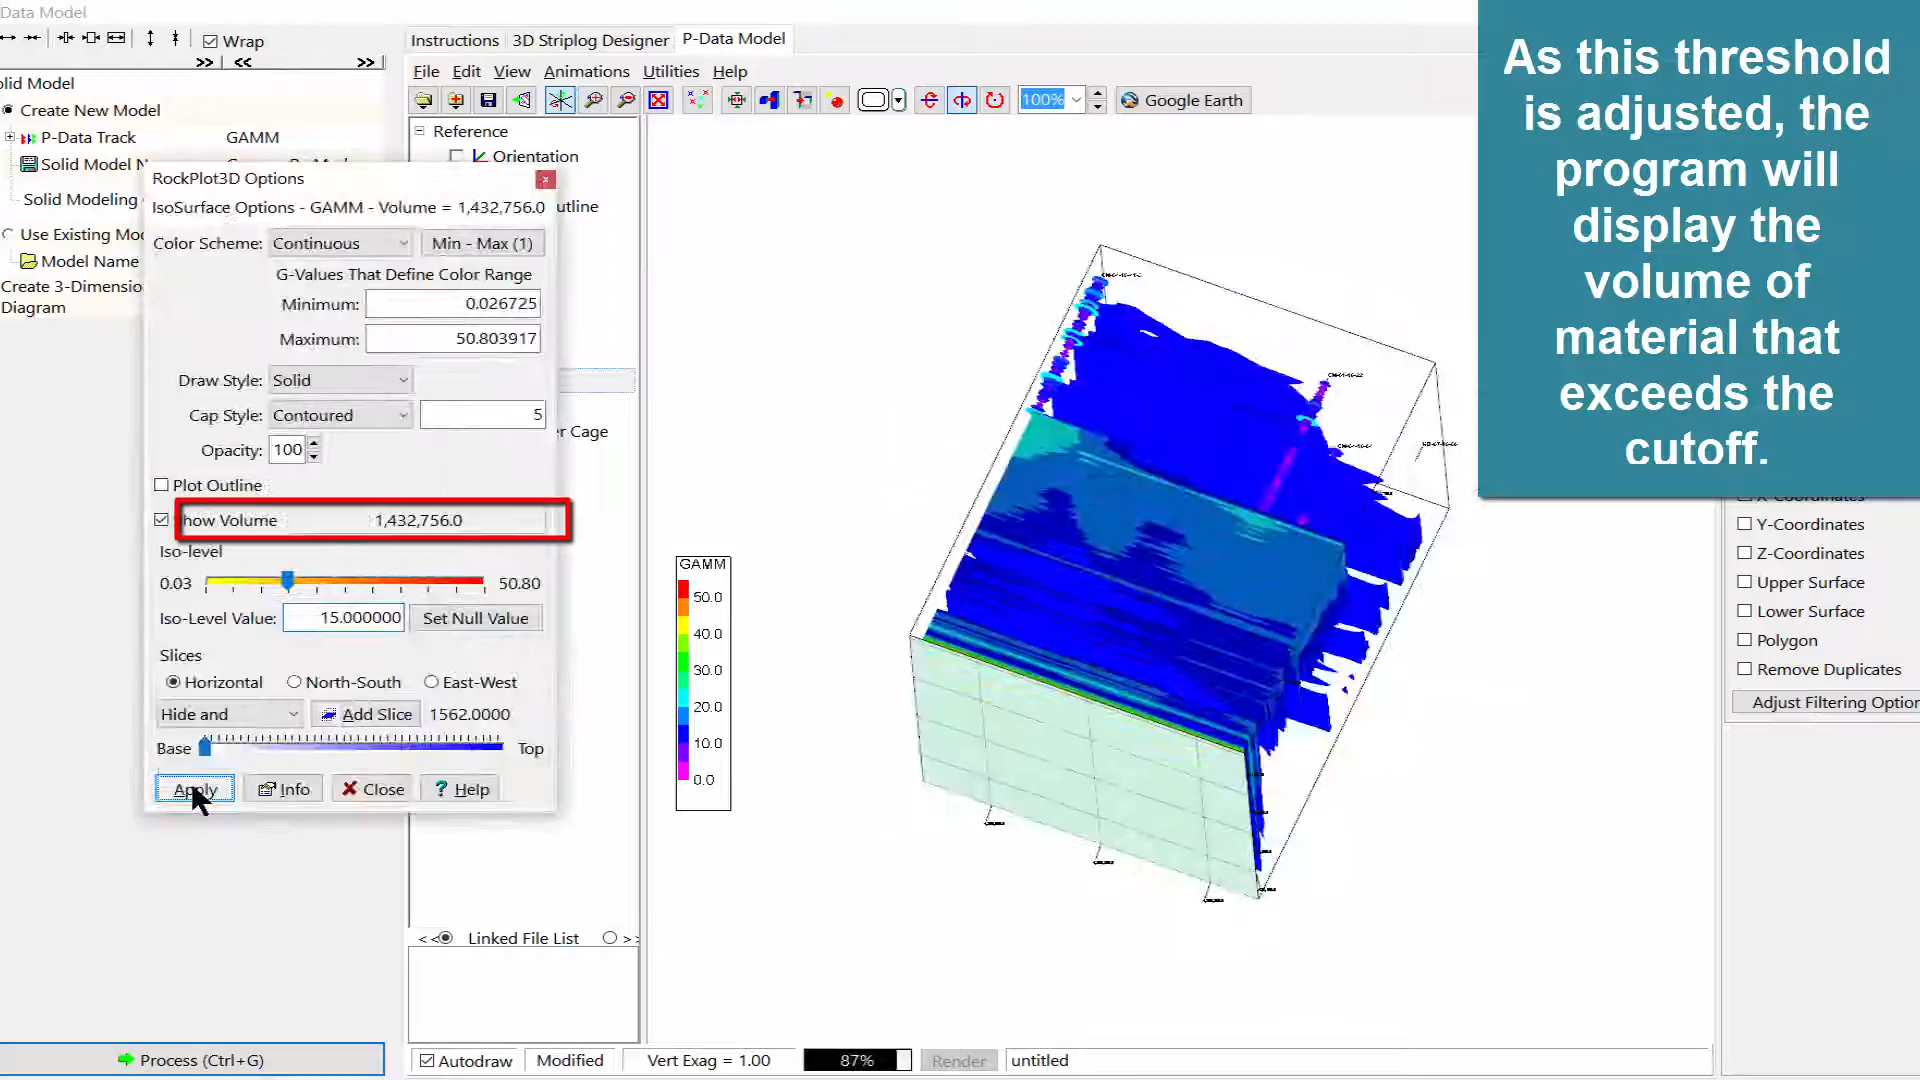 Data Model
Wrap
>>
<<
>>
olid Model
Create New Model
P-Data Track
GAMM
Solid Model N
Solid Modeling
Use Existing Mod
Model Name
Create 3-Dimensio
Diagram
Process (Ctrl+G)
Instructions
3D Striplog Designer
P-Data Model
File
Edit
View
Animations
Utilities
Help
100%
Google Earth
Reference
Orientation
utline
r Cage
RockPlot3D Options
x
IsoSurface Options - GAMM - Volume = 1,432,756.0
Color Scheme:
Continuous
Min - Max (1)
G-Values That Define Color Range
Minimum:
0.026725
Maximum:
50.803917
Draw Style:
Solid
Cap Style:
Contoured
5
Opacity:
100
Plot Outline
how Volume
1,432,756.0
Iso-level
0.03
50.80
Iso-Level Value:
15.000000
Set Null Value
Slices
Horizontal
North-South
East-West
Hide and
Add Slice
1562.0000
Base
Top
Apply
Info
Close
Help
<<
Linked File List
>>
GAMM
50.0
40.0
30.0
20.0
10.0
0.0
Autodraw
Modified
Vert Exag = 1.00
87%
Render
untitled
As this threshold
is adjusted, the
program will
display the
volume of
material that
exceeds the
cutoff.
X-Coordinates
Y-Coordinates
Z-Coordinates
Upper Surface
Lower Surface
Polygon
Remove Duplicates
Adjust Filtering Option